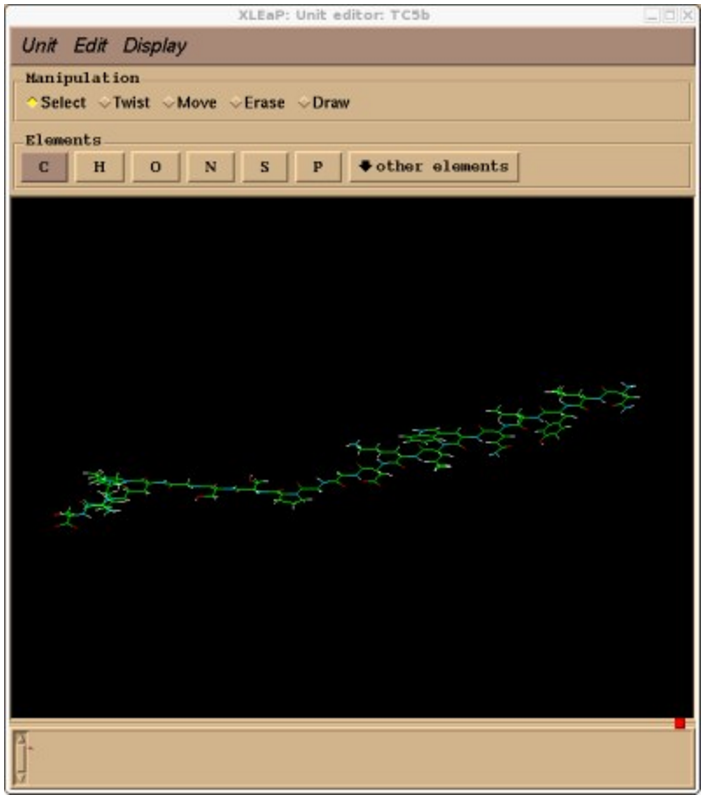 XLEaP: Unit editor: TC5b
Unit Edit Display
Manipulation
Select Twist Move Erase Draw
Elements
C H O N S P other elements